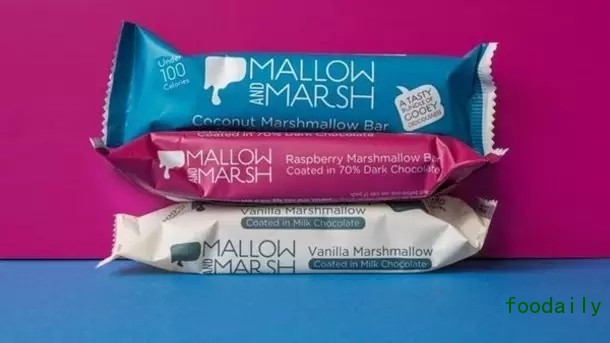 Under
100
Calories
MALLOW
AND
MARSH
Coconut Marshmallow Bar
Coated in 70% Dark Chocolate
A TASTY
BUNDLE OF
GOOEY
MALLOW
AND
MARSH
Raspberry Marshmallow Bar
Coated in 70% Dark Chocolate
Vanilla Marshmallow
Coated in Milk Chocolate
MALLOW
AND
MARSH
Vanilla Marshmallow
Coated in Milk Chocolate
foodaily